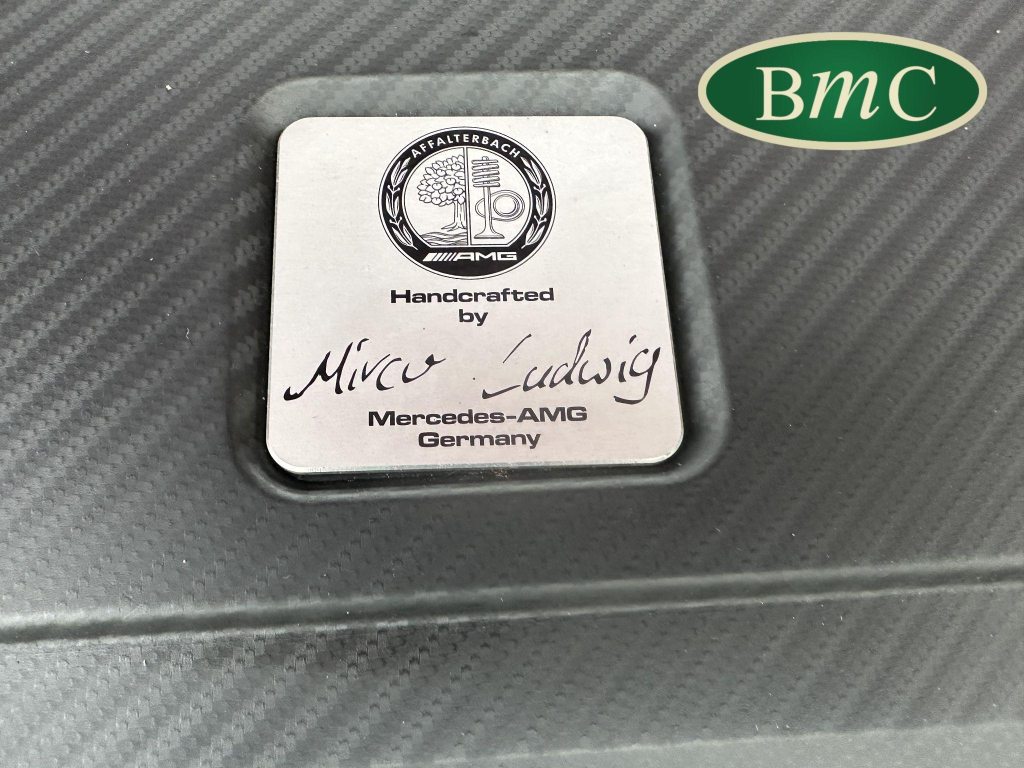 BmC
AFFALTERBACH
AMG
Handcrafted
by
Mirco Ludwig
Mercedes-AMG
Germany